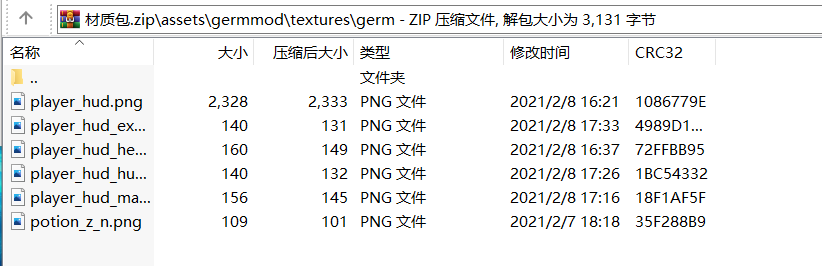 材质包.zip\assets\germmod\textures\germ - ZIP 压缩文件, 解包大小为 3,131 字节
名称 大小 压缩后大小 类型 修改时间 CRC32
.. 文件夹
player_hud.png 2,328 2,333 PNG 文件 2021/2/8 16:21 1086779E
player_hud_ex... 140 131 PNG 文件 2021/2/8 17:33 4989D1...
player_hud_he... 160 149 PNG 文件 2021/2/8 16:37 72FFBB95
player_hud_hu... 140 132 PNG 文件 2021/2/8 17:26 1BC54332
player_hud_ma... 156 145 PNG 文件 2021/2/8 17:16 18F1AF5F
potion_z_n.png 109 101 PNG 文件 2021/2/7 18:18 35F288B9